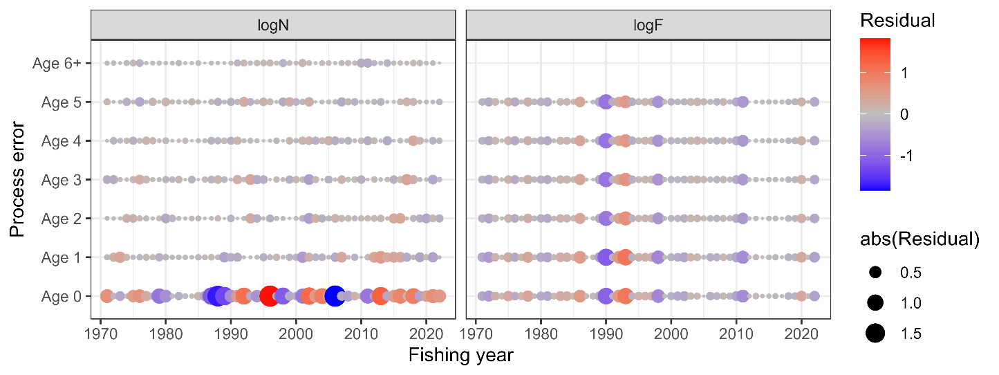 logN
logF
Process error
Age 6+
Age 5
Age 4
Age 3
Age 2
Age 1
Age 0
1970 1980 1990 2000 2010 2020
1970 1980 1990 2000 2010 2020
Fishing year
Residual
1
0
-1
abs(Residual)
0.5
1.0
1.5